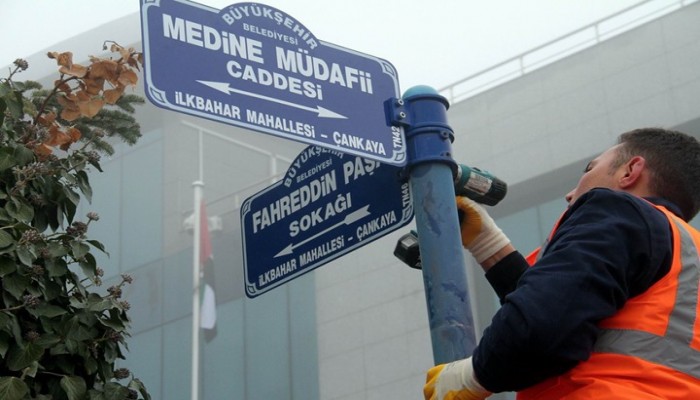 BÜYÜKŞEHİR
BELEDİYESİ
MEDİNE MÜDAFİİ
CADDESİ
İLKBAHAR MAHALLESİ - ÇANKAYA
BÜYÜKŞEHİR
BELEDİYESİ
FAHREDDİN PAŞA
SOKAĞI
İLKBAHAR MAHALLESİ - ÇANKAYA